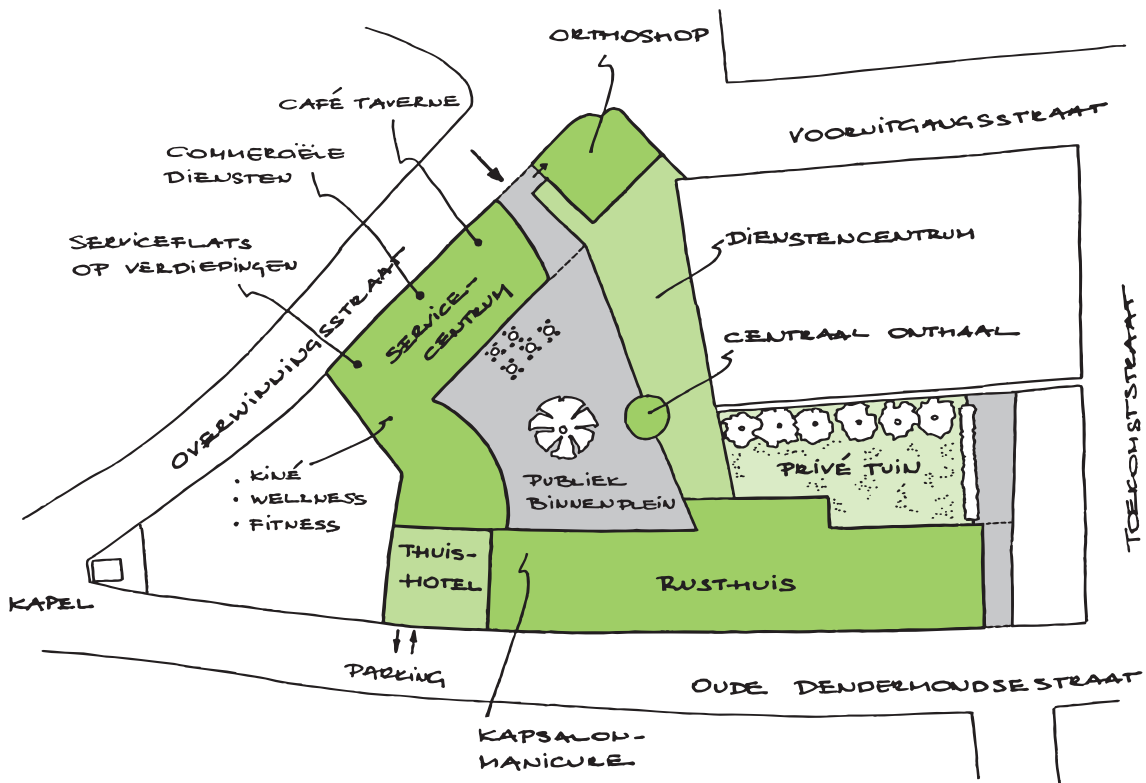 ORTHOSHOP
CAFÉ TAVERNE
VOORUITGANGSSTRAAT
COMMERCIËLE
DIENSTEN
SERVICEFLATS
OP VERDIEPINGEN
DIENSTENCENTRUM
OVERWINNINGSSTRAAT
SERVICE-
CENTRUM
CENTRAAL ONTHAAL
TOEKOMSTSTRAAT
• KINÉ
• WELLNESS
• FITNESS
PUBLIEK
BINNENPLEIN
PRIVÉ TUIN
THUIS-
HOTEL
RUSTHUIS
KAPEL
PARKING
OUDE DENDERMONDSESTRAAT
KAPSALON-
MANICURE